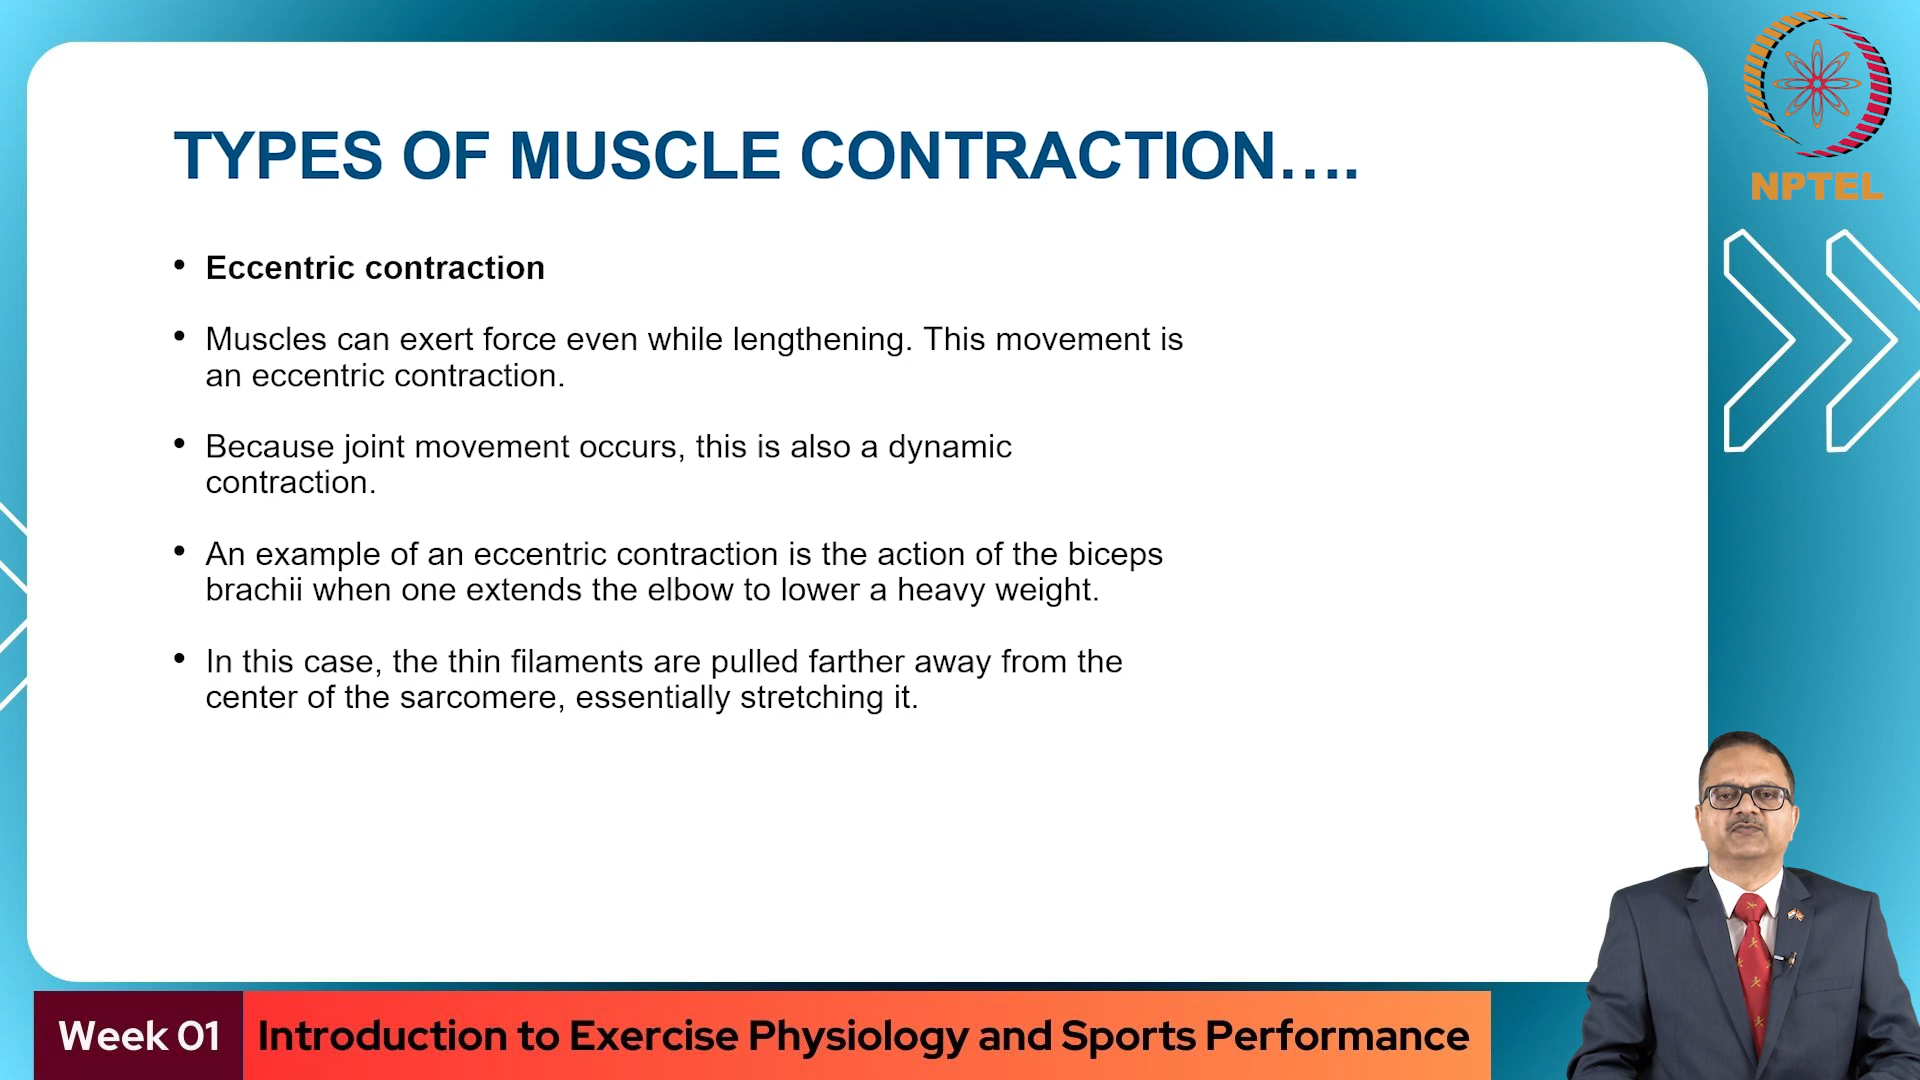 TYPES OF MUSCLE CONTRACTION….
NPTEL
• Eccentric contraction
• Muscles can exert force even while lengthening. This movement is
an eccentric contraction.
• Because joint movement occurs, this is also a dynamic
contraction.
• An example of an eccentric contraction is the action of the biceps
brachii when one extends the elbow to lower a heavy weight.
• In this case, the thin filaments are pulled farther away from the
center of the sarcomere, essentially stretching it.
Week 01 Introduction to Exercise Physiology and Sports Performance